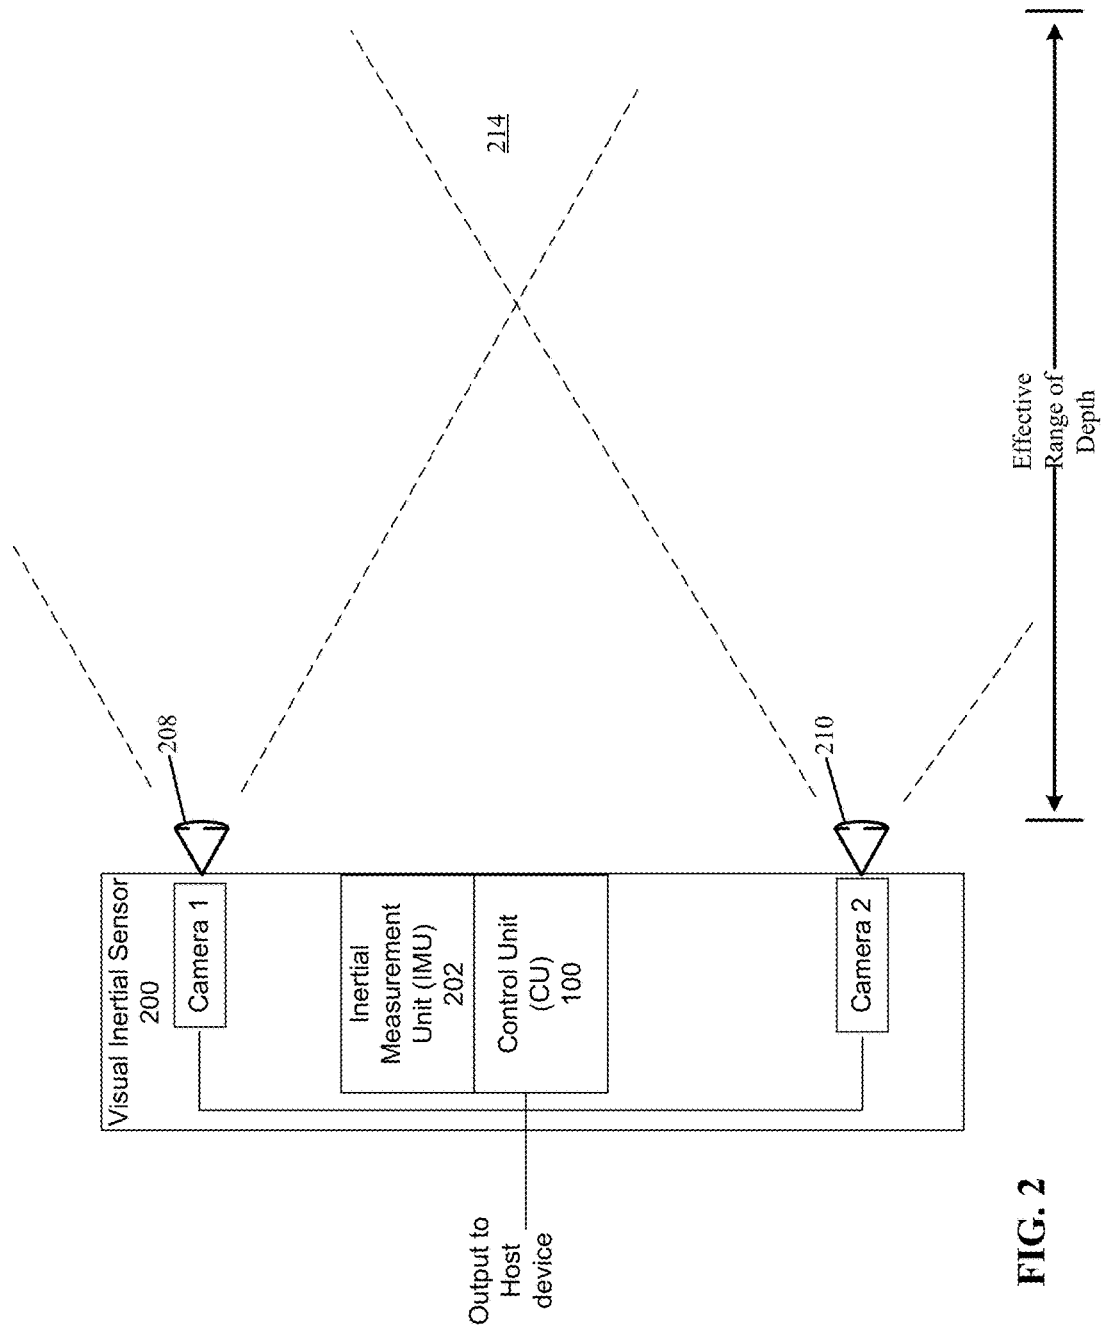 Visual Inertial Sensor
200
Camera 1
208
Inertial
Measurement
Unit (IMU)
202
Control Unit
(CU)
100
Output to
Host
device
Camera 2
210
214
Effective
Range of
Depth
FIG. 2